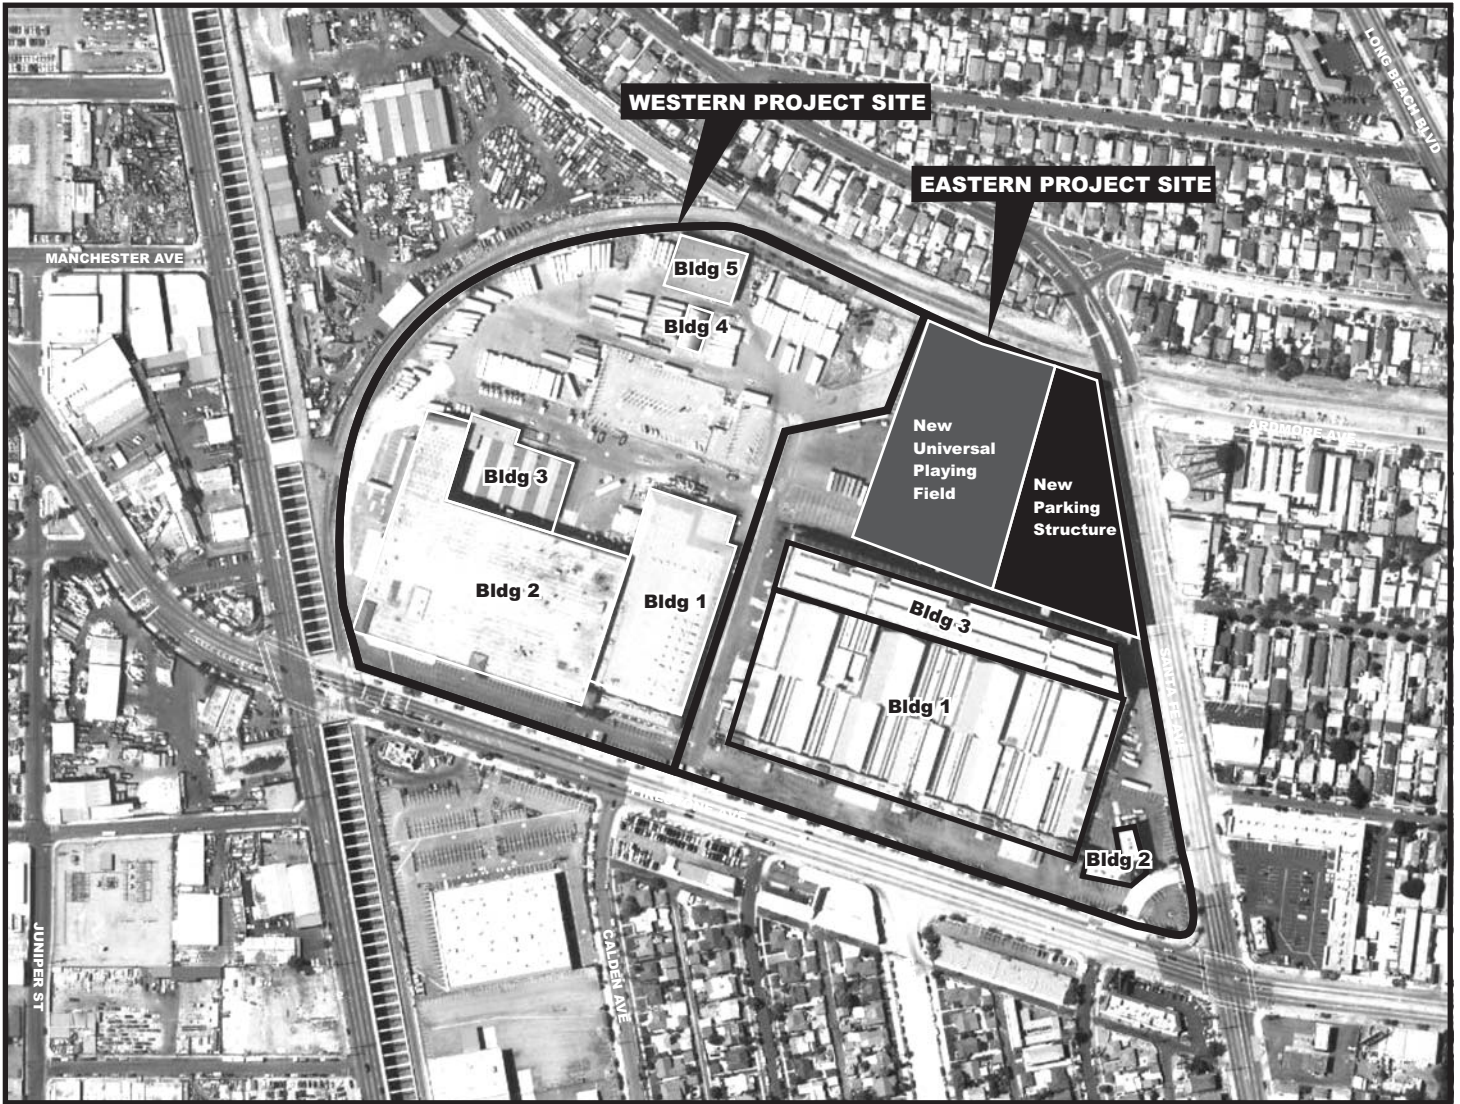 LONG BEACH BLVD
WESTERN PROJECT SITE
EASTERN PROJECT SITE
MANCHESTER AVE
Bldg 5
Bldg 4
New
Universal
Playing
Field
ARDMORE AVE
Bldg 3
New
Parking
Structure
Bldg 2
Bldg 1
Bldg 3
SANTA FE AVE
Bldg 1
Bldg 2
JUNIPER ST
CALDEN AVE